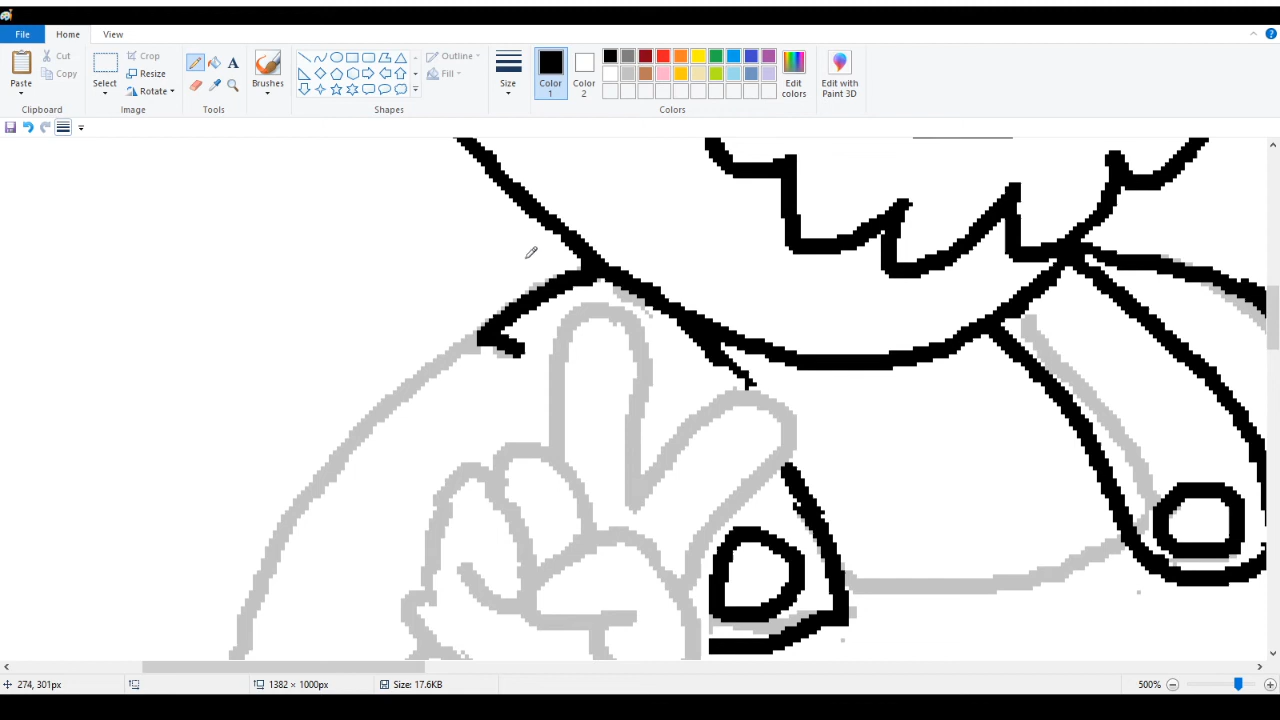 File Home View
Cut
Copy
Paste
Clipboard
Select
Crop
Resize
Rotate
Image
A
Tools
Brushes
Outline
Fill
Shapes
Size
Color 1
Color 2
Edit colors
Edit with Paint 3D
Colors
274, 301px
1382 × 1000px
Size: 17.6KB
500%